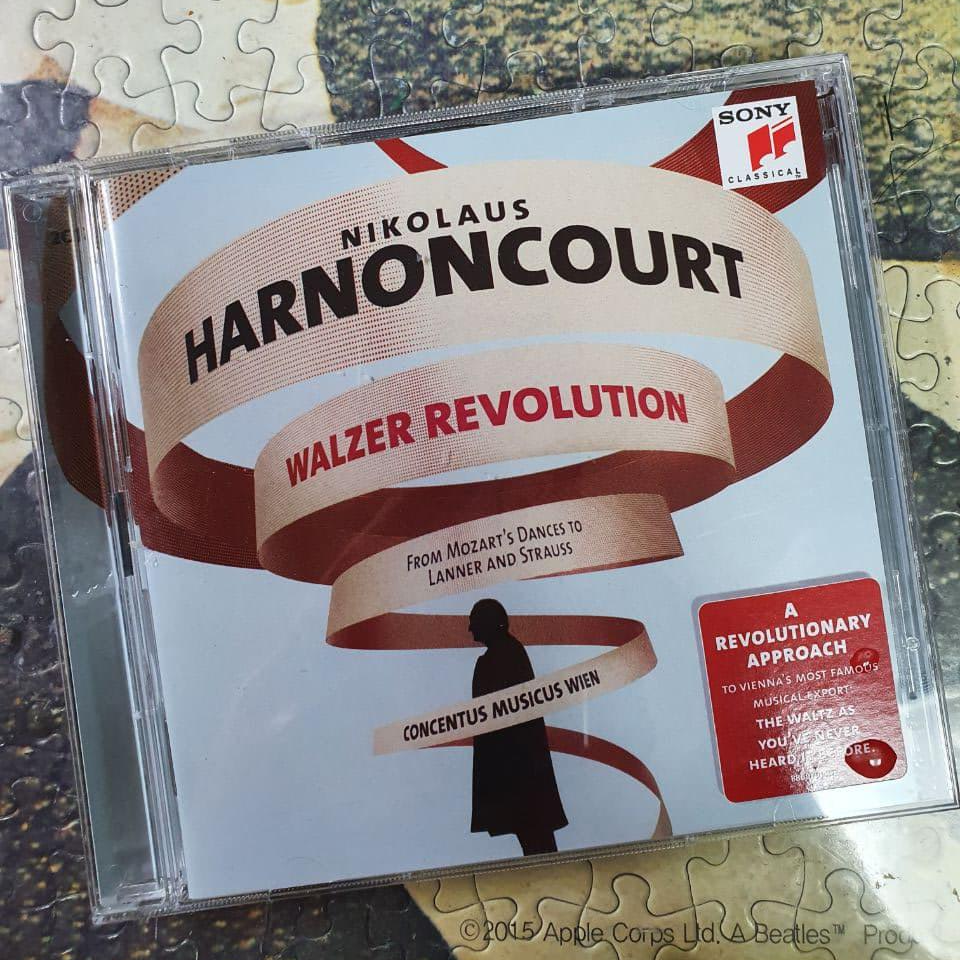 SONY
CLASSICAL
NIKOLAUS
HARNONCOURT
WALZER REVOLUTION
FROM MOZART'S DANCES TO
LANNER AND STRAUSS
CONCENTUS MUSICUS WIEN
A
REVOLUTIONARY
APPROACH
TO VIENNA'S MOST FAMOUS
MUSICAL EXPORT:
THE WALTZ AS
YOU'VE NEVER
HEARD IT BEFORE.
©2015 Apple Corps Ltd. A Beatles™